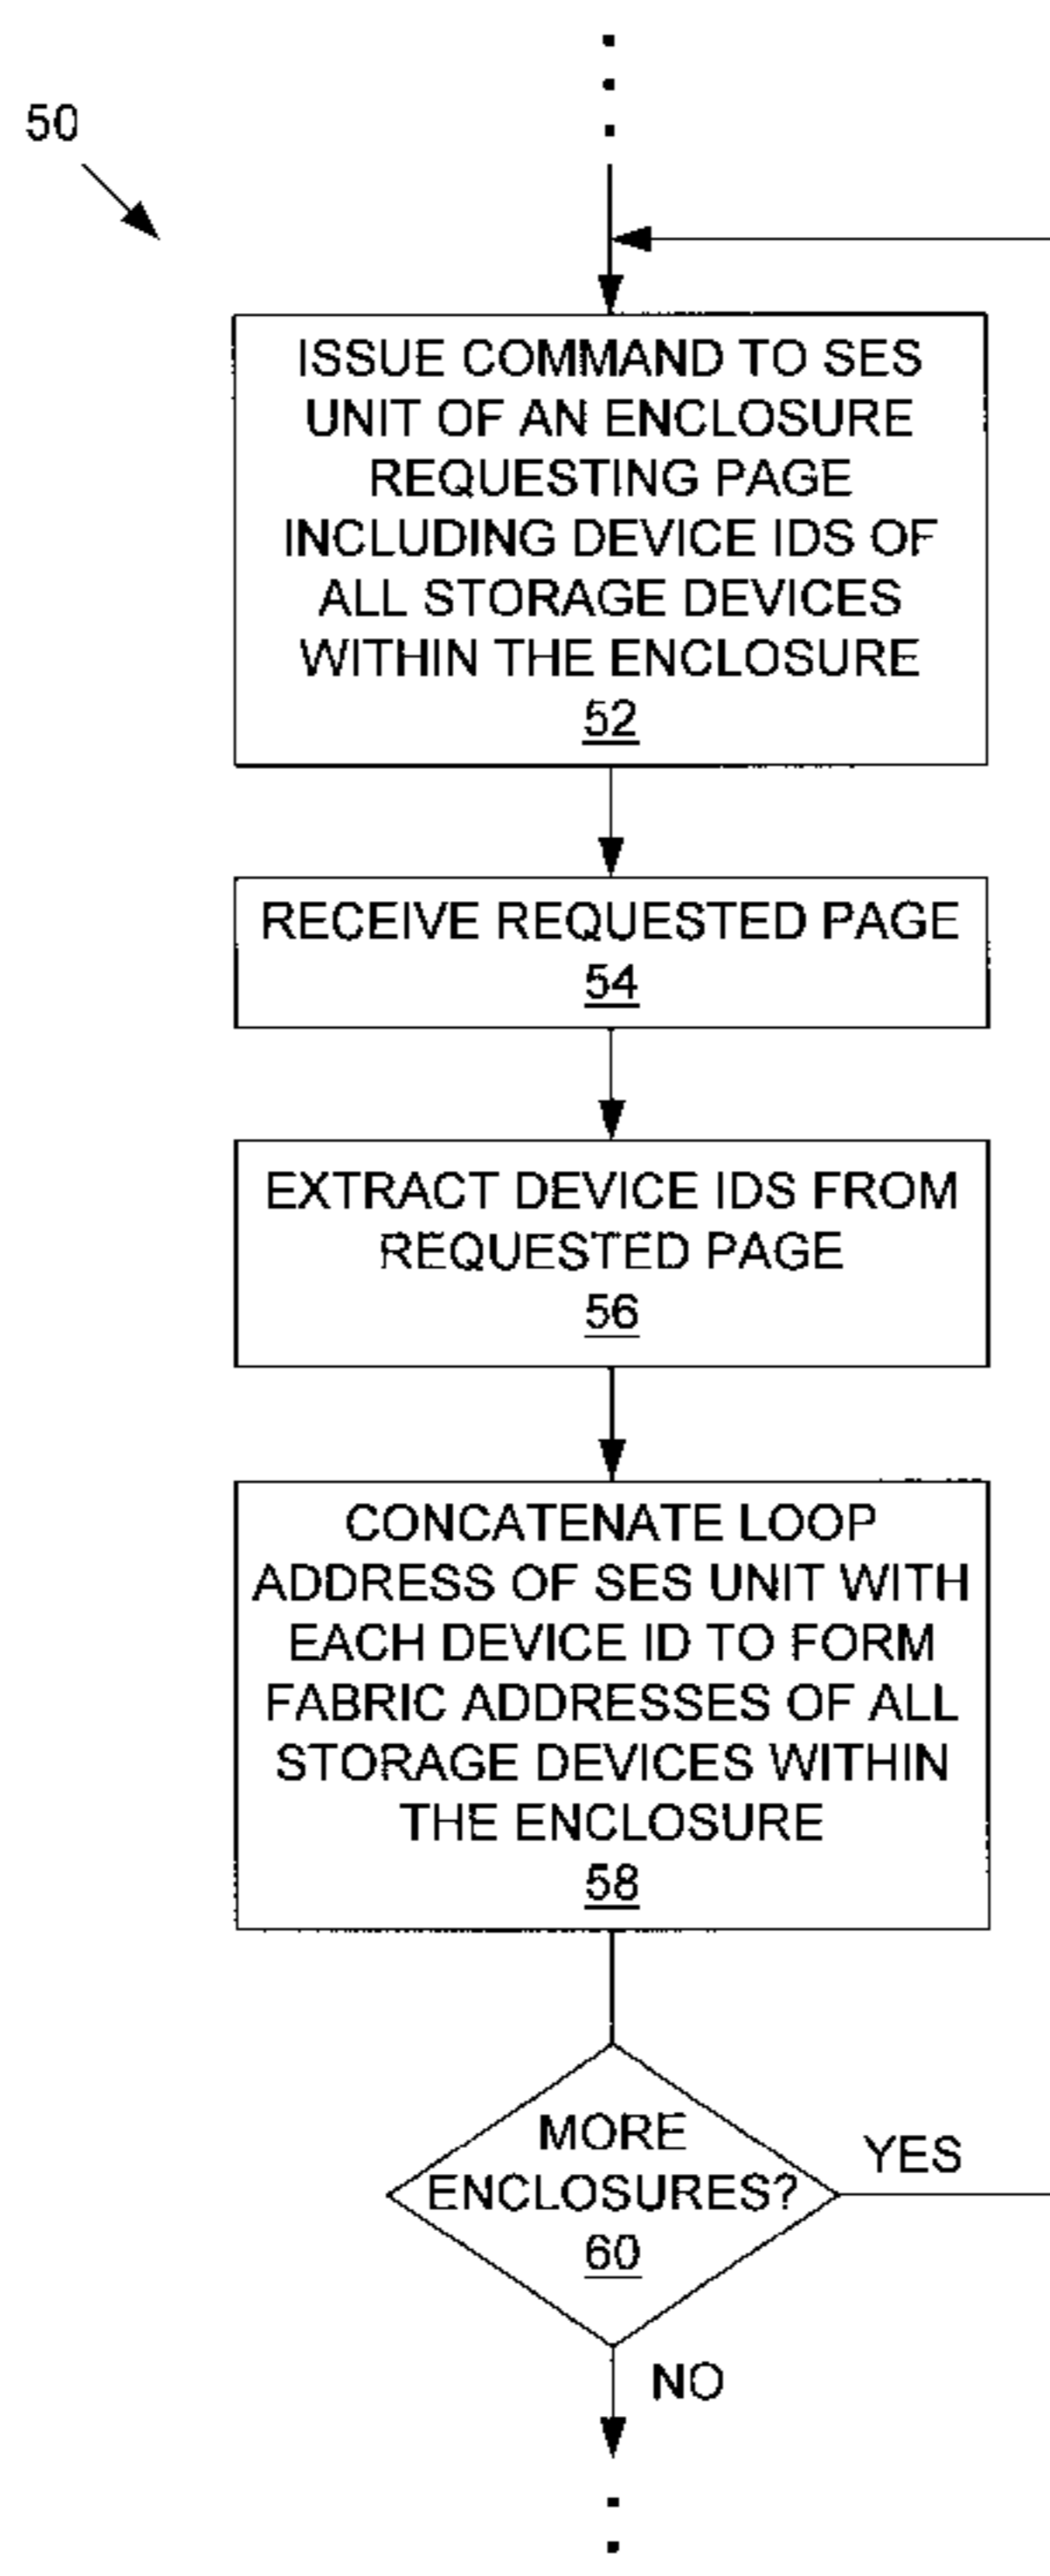 50
ISSUE COMMAND TO SES
UNIT OF AN ENCLOSURE
REQUESTING PAGE
INCLUDING DEVICE IDS OF
ALL STORAGE DEVICES
WITHIN THE ENCLOSURE
52
RECEIVE REQUESTED PAGE
54
EXTRACT DEVICE IDS FROM
REQUESTED PAGE
56
CONCATENATE LOOP
ADDRESS OF SES UNIT WITH
EACH DEVICE ID TO FORM
FABRIC ADDRESSES OF ALL
STORAGE DEVICES WITHIN
THE ENCLOSURE
58
MORE
ENCLOSURES?
60
YES
NO